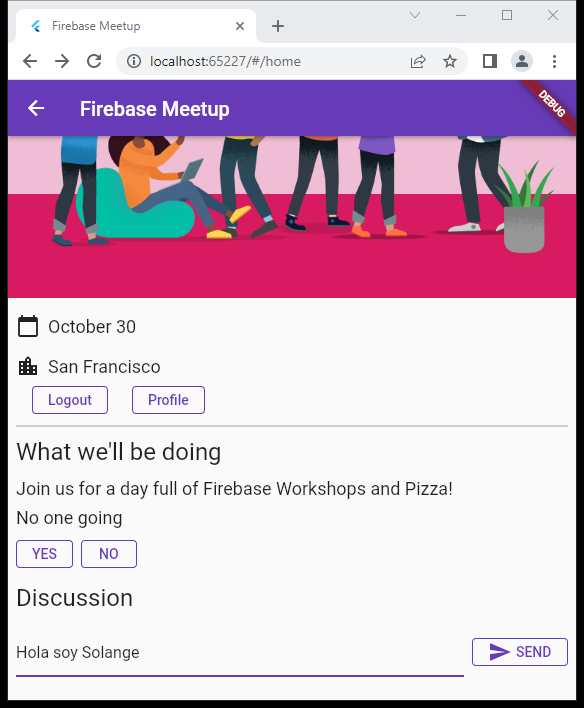 Firebase Meetup
localhost:65227/#/home
Firebase Meetup
DEBUG
October 30
San Francisco
Logout Profile
What we'll be doing
Join us for a day full of Firebase Workshops and Pizza!
No one going
YES NO
Discussion
Hola soy Solange SEND